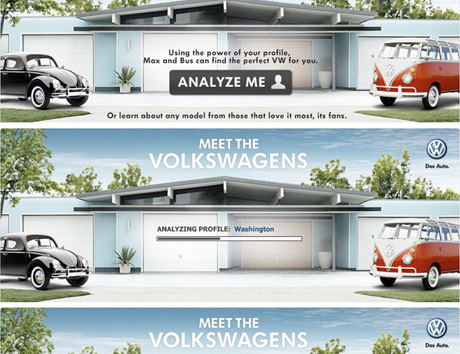 Using the power of your profile,
Max and Bus can find the perfect VW for you.
ANALYZE ME
Or learn about any model from those that love it most, its fans.
MEET THE
VOLKSWAGENS
Das Auto.
ANALYZING PROFILE: Washington
MEET THE
VOLKSWAGENS
Das Auto.